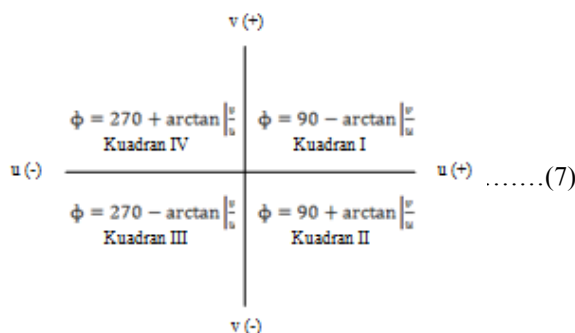 v (+)
ϕ = 270 + arctan |v/u
Kuadran IV
ϕ = 90 − arctan |v/u
Kuadran I
u (-)
u (+)
.......(7)
ϕ = 270 − arctan |v/u
Kuadran III
ϕ = 90 + arctan |v/u
Kuadran II
v (-)